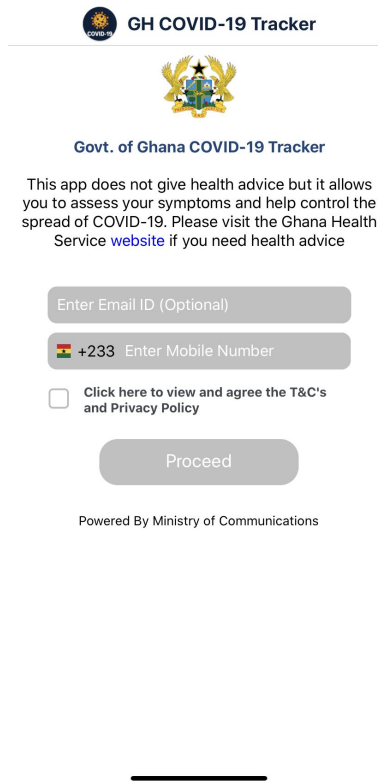 COVID-19
GH COVID-19 Tracker
Govt. of Ghana COVID-19 Tracker
This app does not give health advice but it allows
you to assess your symptoms and help control the
spread of COVID-19. Please visit the Ghana Health
Service website if you need health advice
Enter Email ID (Optional)
+233 Enter Mobile Number
Click here to view and agree the T&C's
and Privacy Policy
Proceed
Powered By Ministry of Communications